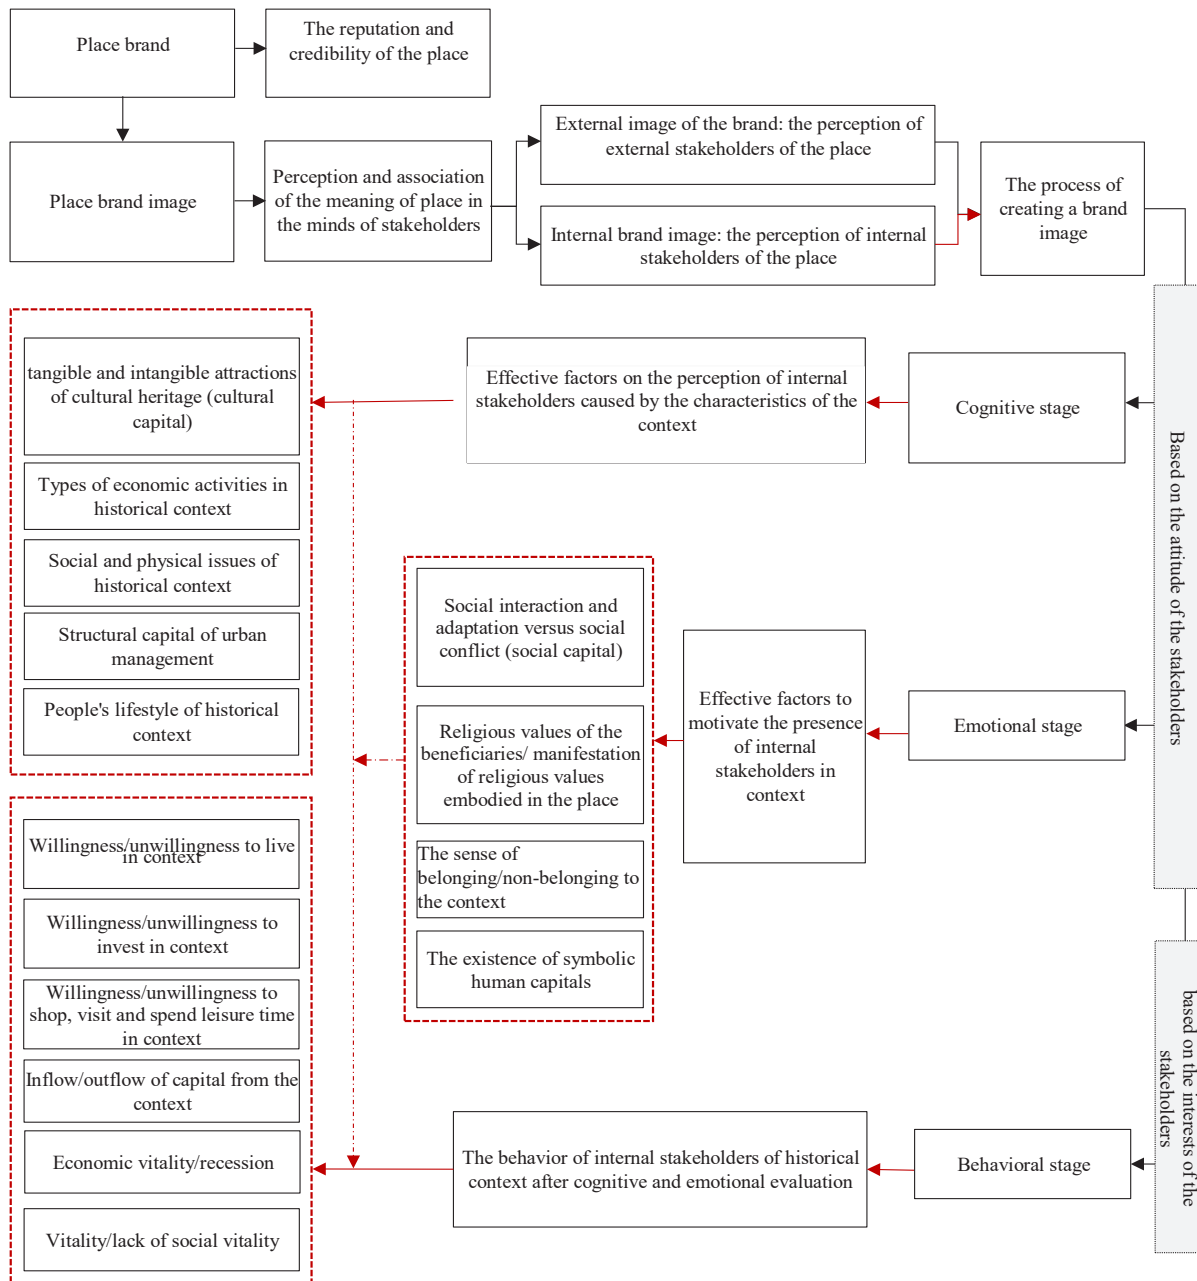 Place brand
The reputation and
credibility of the place
External image of the brand: the perception of
external stakeholders of the place
Place brand image
Perception and association
of the meaning of place in
the minds of stakeholders
The process of
creating a brand
image
Internal brand image: the perception of internal
stakeholders of the place
tangible and intangible attractions
of cultural heritage (cultural
capital)
Effective factors on the perception of internal
stakeholders caused by the characteristics of the
context
Cognitive stage
Based on the attitude of the stakeholders
Types of economic activities in
historical context
Social and physical issues of
historical context
Structural capital of urban
management
People's lifestyle of historical
context
Social interaction and
adaptation versus social
conflict (social capital)
Religious values of the
beneficiaries/ manifestation
of religious values
embodied in the place
The sense of
belonging/non-belonging to
the context
The existence of symbolic
human capitals
Effective factors to
motivate the presence
of internal
stakeholders in
context
Emotional stage
Willingness/unwillingness to live
in context
Willingness/unwillingness to
invest in context
Willingness/unwillingness to
shop, visit and spend leisure time
in context
Inflow/outflow of capital from the
context
Economic vitality/recession
Vitality/lack of social vitality
The behavior of internal stakeholders of historical
context after cognitive and emotional evaluation
Behavioral stage
based on the interests of the
stakeholders